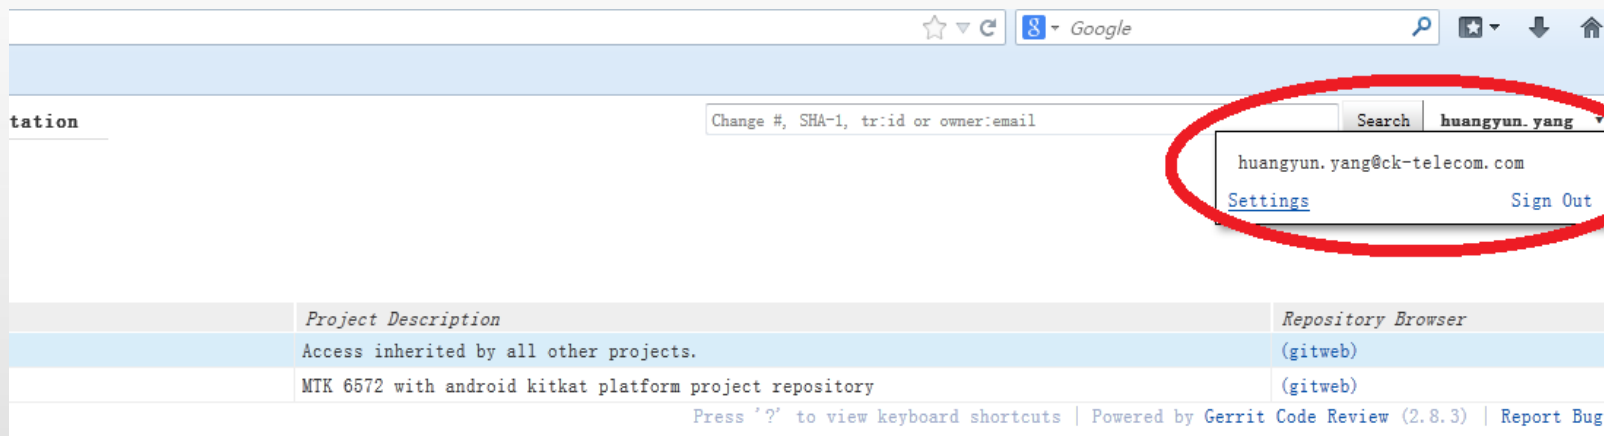 Google
tation
Change #, SHA-1, tr:id or owner:email
Search
huangyun.yang
huangyun.yang@ck-telecom.com
Settings
Sign Out
Project Description
Repository Browser
Access inherited by all other projects.
(gitweb)
MTK 6572 with android kitkat platform project repository
(gitweb)
Press '?' to view keyboard shortcuts | Powered by Gerrit Code Review (2.8.3) | Report Bug